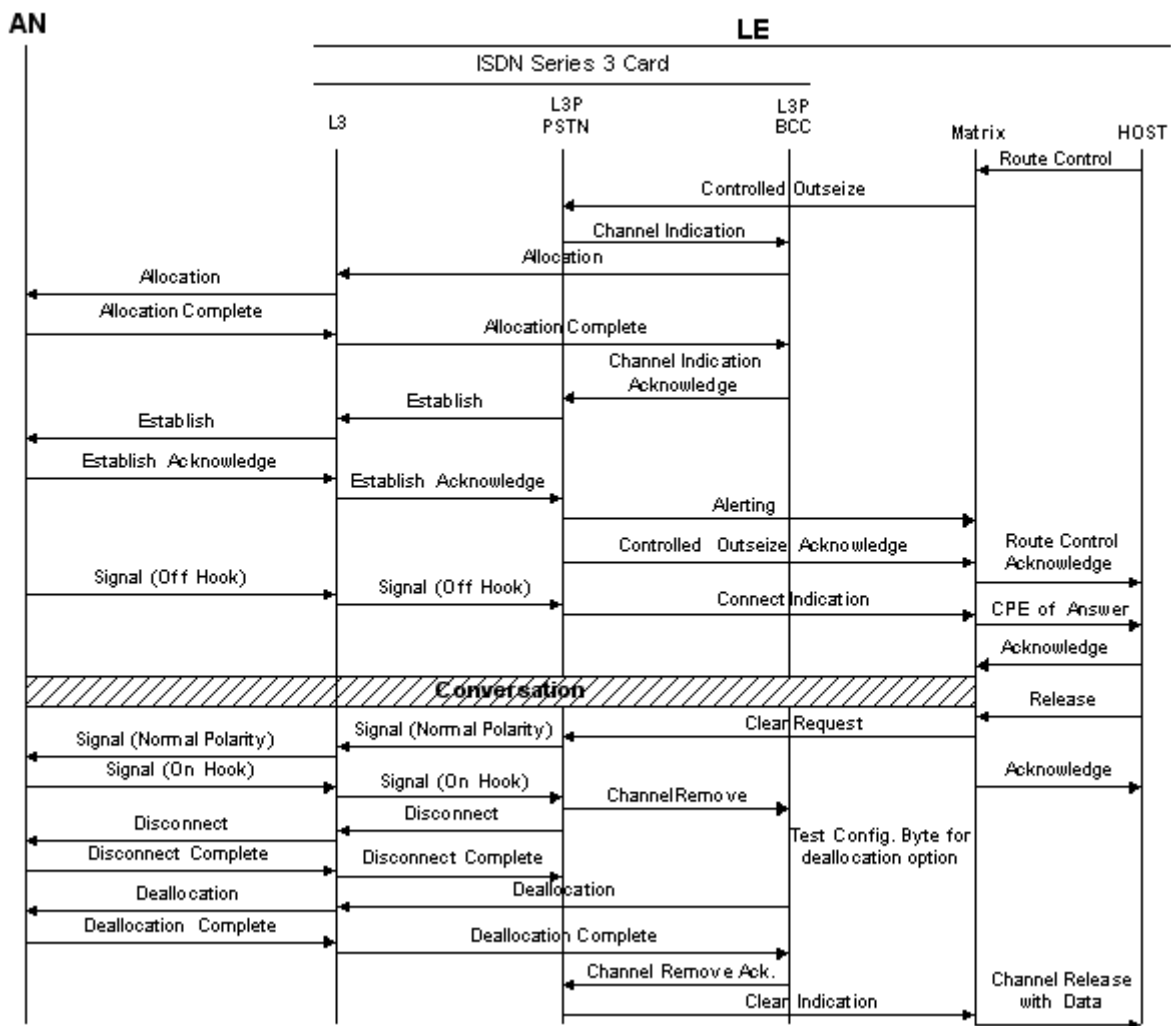 AN
LE
ISDN Series 3 Card
L3
L3P
PSTN
L3P
BCC
Matrix
HOST
Route Control
Controlled Outseize
Channel Indication
Allocation
Allocation
Allocation Complete
Allocation Complete
Channel Indication
Acknowledge
Establish
Establish
Establish Acknowledge
Establish Acknowledge
Alerting
Controlled Outseize Acknowledge
Route Control
Acknowledge
Signal (Off Hook)
Signal (Off Hook)
Connect Indication
CPE of Answer
Acknowledge
Conversation
Release
Clear Request
Signal (Normal Polarity)
Signal (Normal Polarity)
Signal (On Hook)
Signal (On Hook)
Acknowledge
ChannelRemove
Disconnect
Disconnect
Test Config. Byte for
deallocation option
Disconnect Complete
Disconnect Complete
Deallocation
Deallocation
Deallocation Complete
Deallocation Complete
Channel Remove Ack.
Channel Release
with Data
Clear Indication